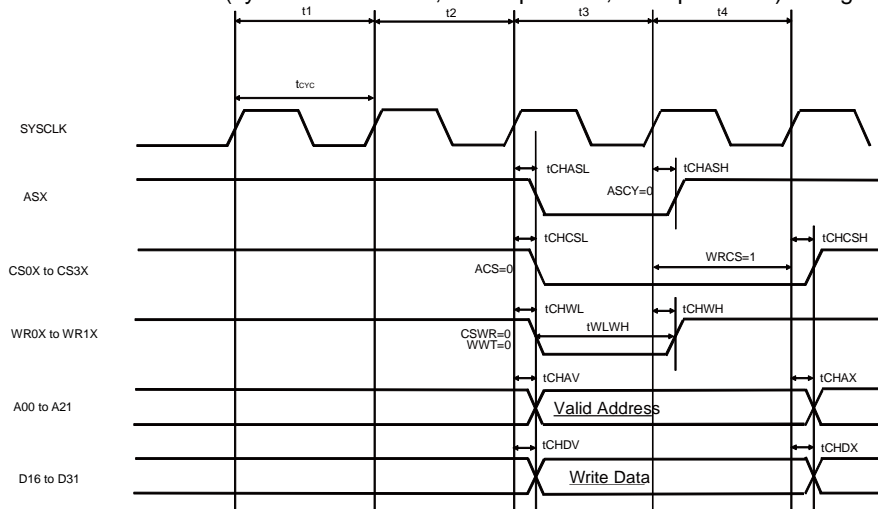 t1 t2 t3 t4
tCYC
SYSCLK
tCHASL tCHASH
ASX
ASCY=0
tCHCSL tCHCSH
CS0X to CS3X
ACS=0
WRCS=1
tCHWL tCHWH
WR0X to WR1X
CSWR=0
WWT=0
tWLWH
tCHAV tCHAX
A00 to A21
Valid Address
tCHDV tCHDX
D16 to D31
Write Data